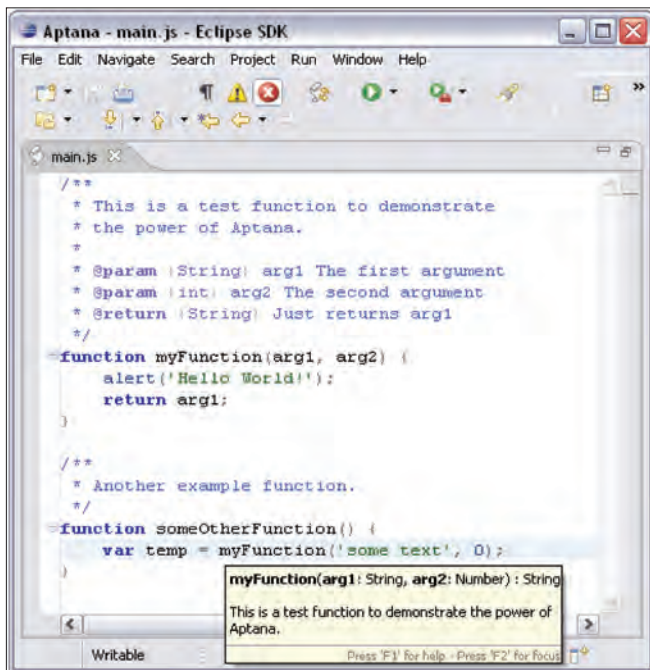 Aptana - main.js - Eclipse SDK
File Edit Navigate Search Project Run Window Help
main.js
/**
* This is a test function to demonstrate
* the power of Aptana.
*
* @param {String} arg1 The first argument
* @param {int} arg2 The second argument
* @return {String} Just returns arg1
*/
function myFunction(arg1, arg2) {
alert('Hello World!');
return arg1;
}
/**
* Another example function.
*/
function someOtherFunction() {
var temp = myFunction('some text', 0);
}
myFunction(arg1: String, arg2: Number) : String
This is a test function to demonstrate the power of
Aptana.
Writable
Press 'F1' for help - Press 'F2' for focus